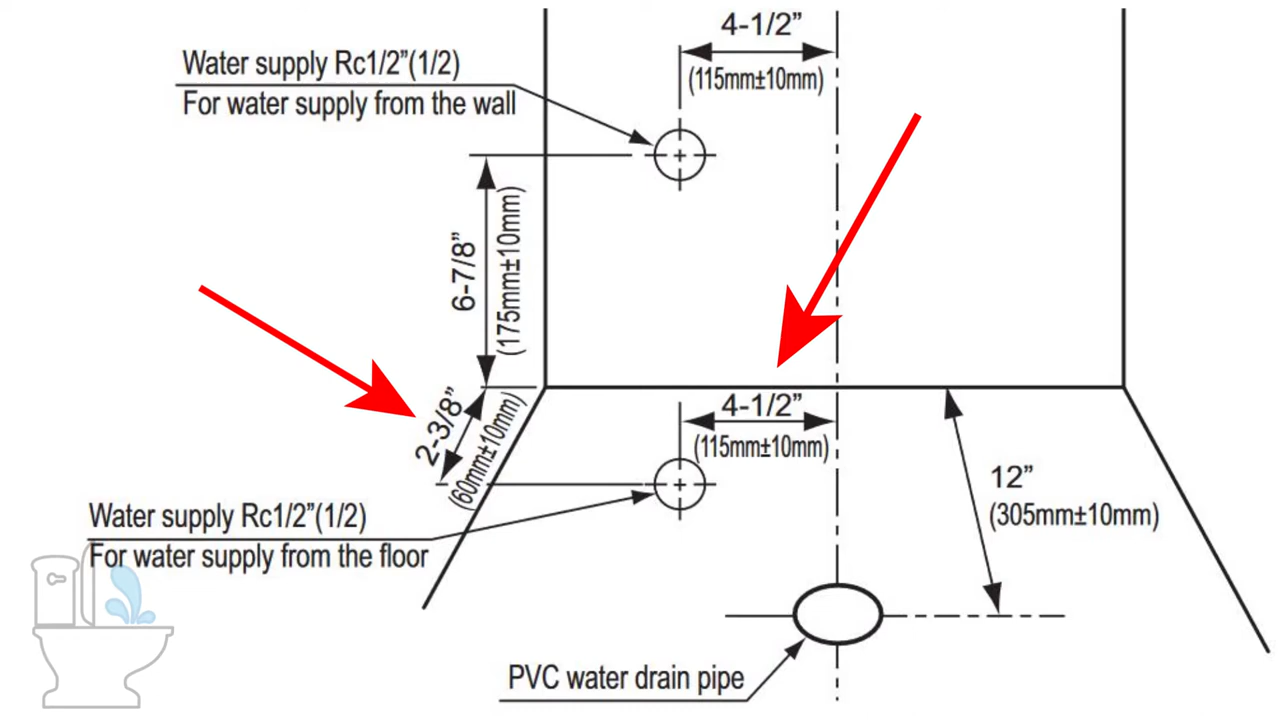 4-1/2”
(115mm±10mm)
Water supply Rc1/2”(1/2)
For water supply from the wall
6-7/8”
(175mm±10mm)
2-3/8”
(60mm±10mm)
4-1/2”
(115mm±10mm)
12”
(305mm±10mm)
Water supply Rc1/2”(1/2)
For water supply from the floor
PVC water drain pipe